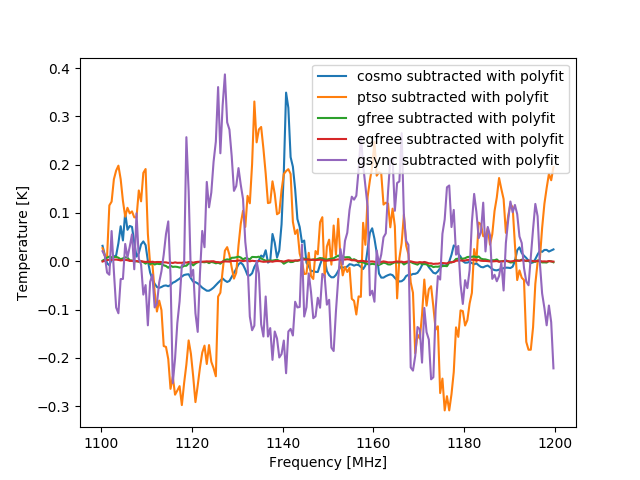 cosmo subtracted with polyfit
ptso subtracted with polyfit
gfree subtracted with polyfit
egfree subtracted with polyfit
gsync subtracted with polyfit
Temperature [K]
0.4
0.3
0.2
0.1
0.0
−0.1
−0.2
−0.3
1100 1120 1140 1160 1180 1200
Frequency [MHz]